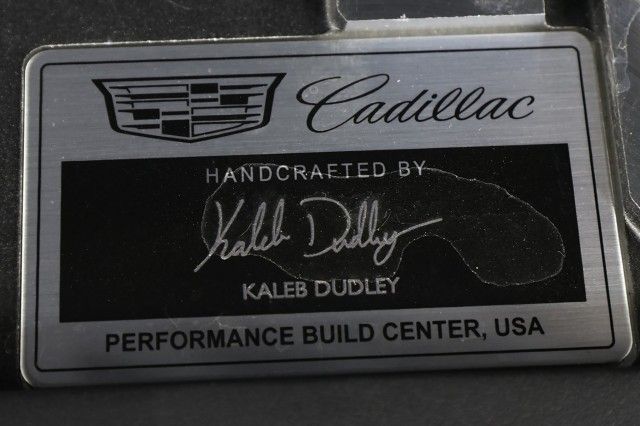 Cadillac
HANDCRAFTED BY
Kaleb Dudley
KALEB DUDLEY
PERFORMANCE BUILD CENTER, USA